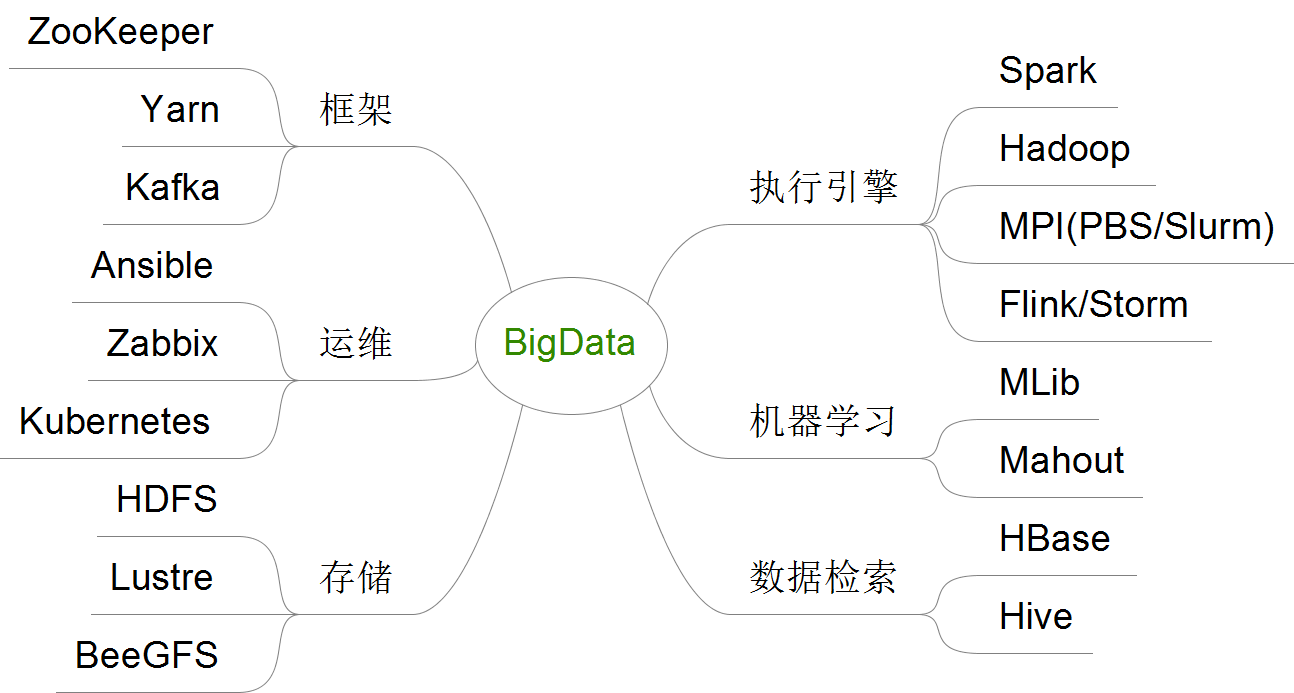 ZooKeeper
Yarn
Kafka
框架
Ansible
Zabbix
Kubernetes
运维
HDFS
Lustre
BeeGFS
存储
BigData
执行引擎
Spark
Hadoop
MPI(PBS/Slurm)
Flink/Storm
机器学习
MLib
Mahout
数据检索
HBase
Hive